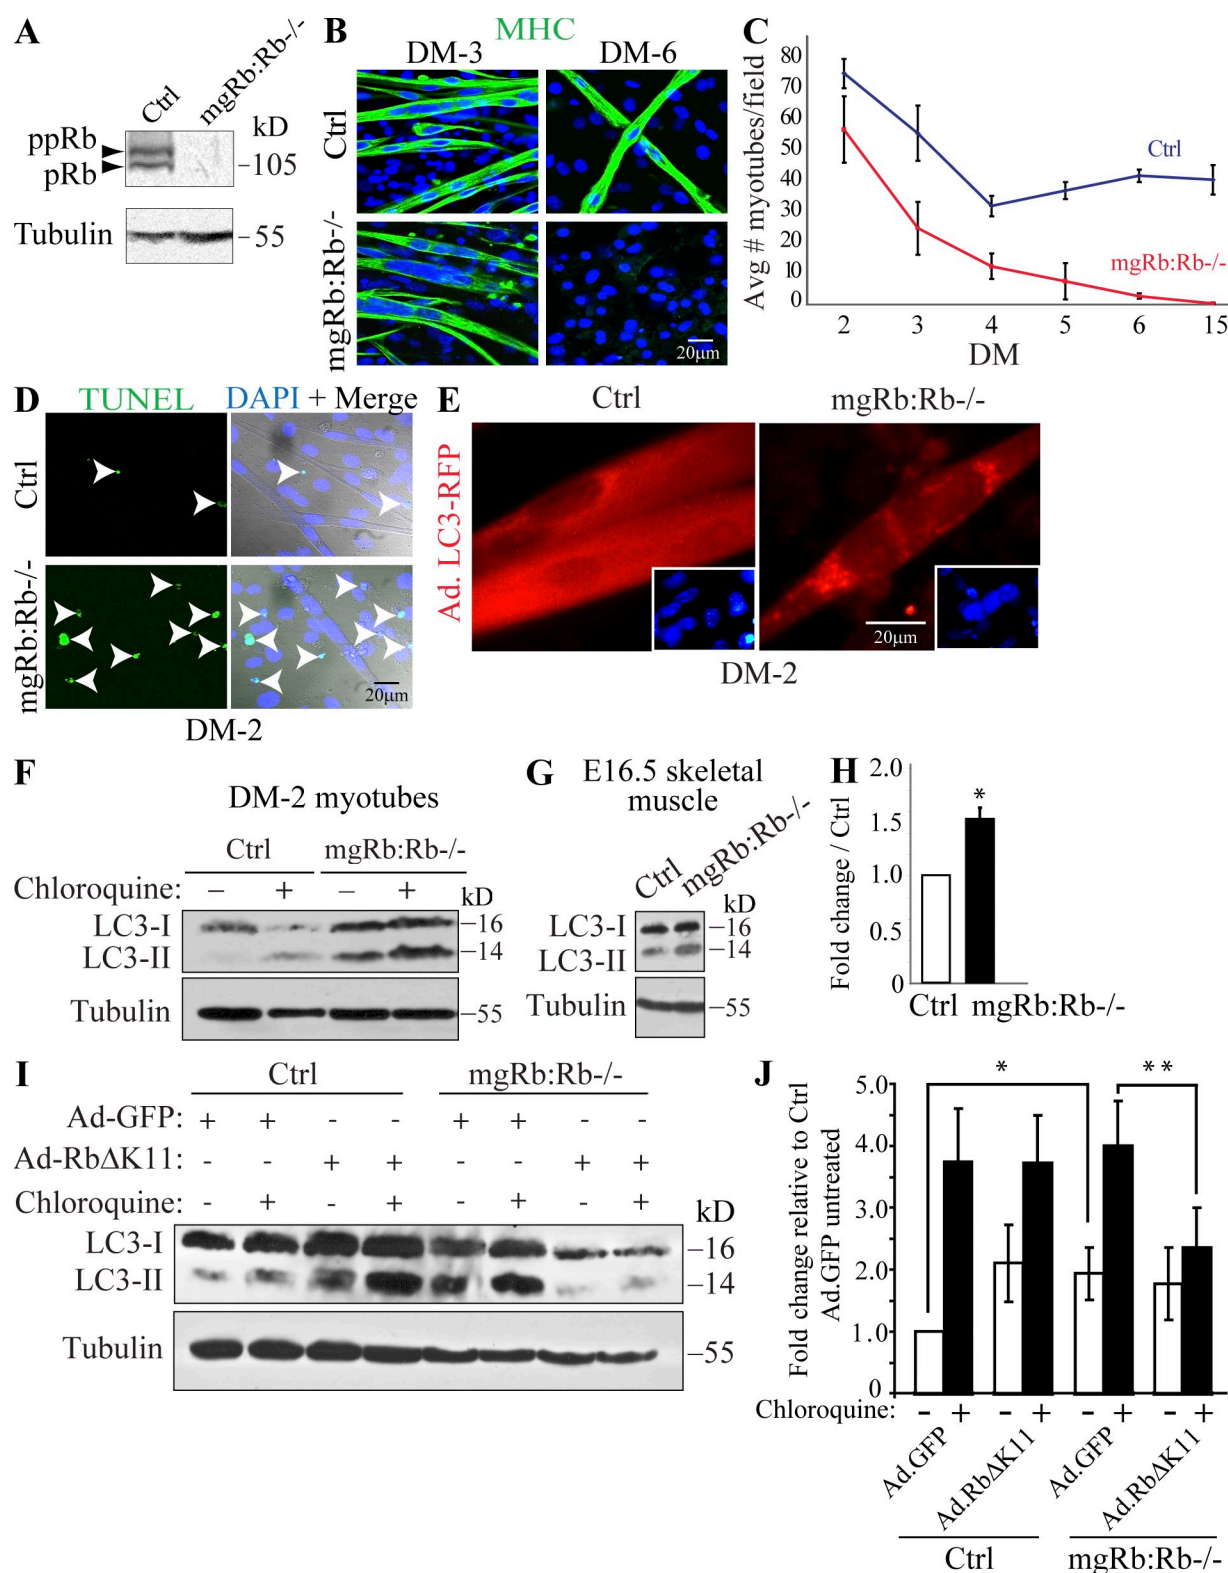 A
Ctrl
mgRb:Rb-/-
kD
ppRb
pRb
–105
Tubulin
–55
B
MHC
DM-3
DM-6
Ctrl
mgRb:Rb-/-
20μm
C
Avg # myotubes/field
80
70
60
50
40
30
20
10
0
Ctrl
mgRb:Rb-/-
2
3
4
5
6
15
DM
D
TUNEL
DAPI + Merge
Ctrl
mgRb:Rb-/-
20μm
DM-2
E
Ctrl
mgRb:Rb-/-
Ad. LC3-RFP
20μm
DM-2
F
DM-2 myotubes
Ctrl
mgRb:Rb-/-
Chloroquine: – + – +
kD
LC3-I
–16
LC3-II
–14
Tubulin
–55
G
E16.5 skeletal
muscle
Ctrl
mgRb:Rb-/-
kD
LC3-I
–16
LC3-II
–14
Tubulin
–55
H
Fold change / Ctrl
2.0
1.5
1.0
0.5
0
*
Ctrl mgRb:Rb-/-
I
Ctrl
mgRb:Rb-/-
Ad-GFP: + + - - + + - -
Ad-RbΔK11: - - + + - - + +
Chloroquine: - + - + - + - +
kD
LC3-I
–16
LC3-II
–14
Tubulin
–55
J
Fold change relative to Ctrl
Ad.GFP untreated
5.0
4.0
3.0
2.0
1.0
0
*
**
Chloroquine: - + - + - + - +
Ad.GFP
Ad.RbΔK11
Ad.GFP
Ad.RbΔK11
Ctrl
mgRb:Rb-/-